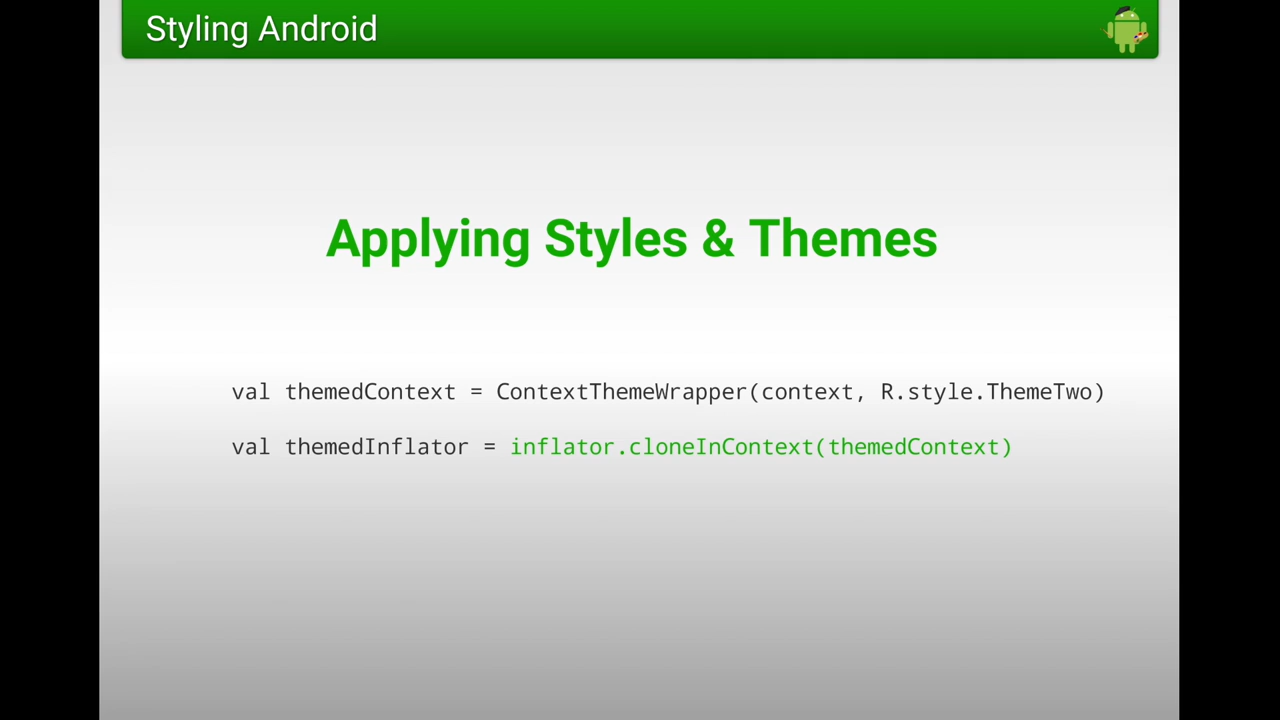 Styling Android
Applying Styles & Themes
val themedContext = ContextThemeWrapper(context, R.style.ThemeTwo)
val themedInflator = inflator.cloneInContext(themedContext)